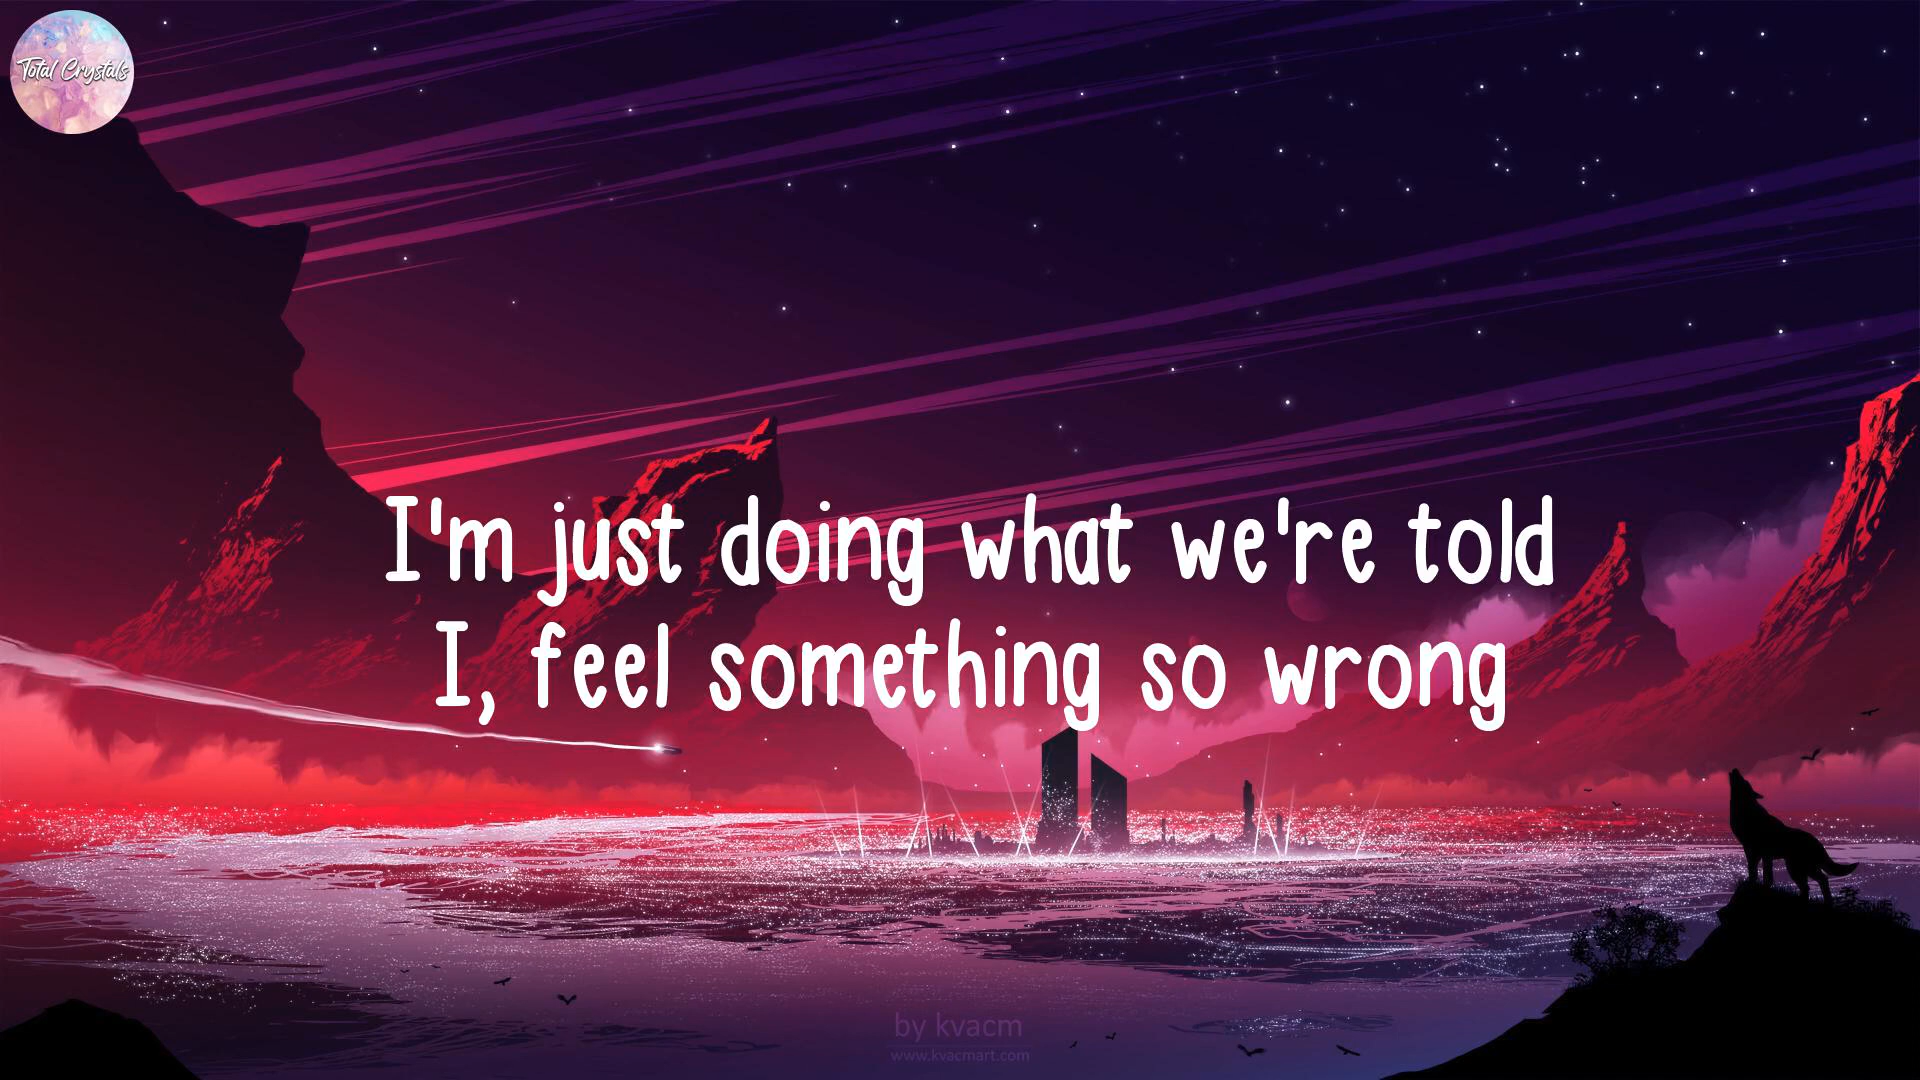 Total Crystals
I'm just doing what we're told
I, feel something so wrong
by kvacm
www.kvacmart.com